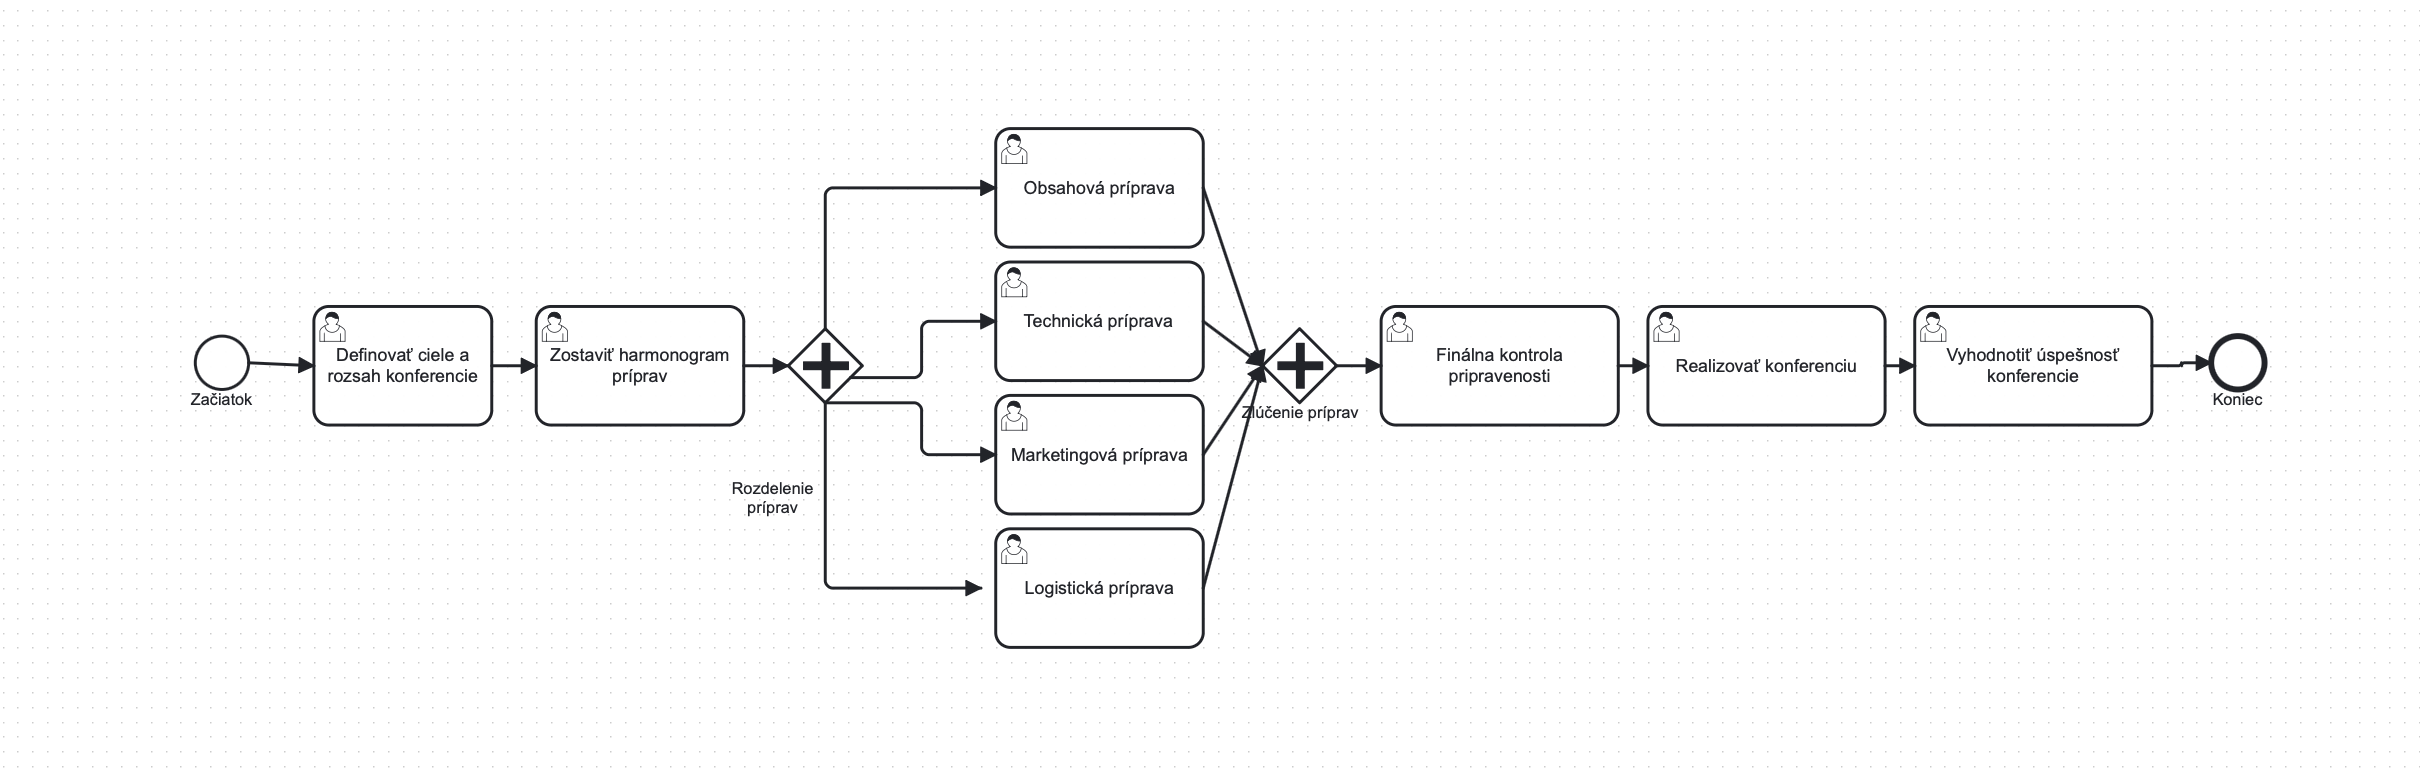 Začiatok
Definovať ciele a
rozsah konferencie
Zostaviť harmonogram
príprav
Rozdelenie
príprav
Obsahová príprava
Technická príprava
Marketingová príprava
Logistická príprava
Zlúčenie príprav
Finálna kontrola
pripravenosti
Realizovať konferenciu
Vyhodnotiť úspešnosť
konferencie
Koniec